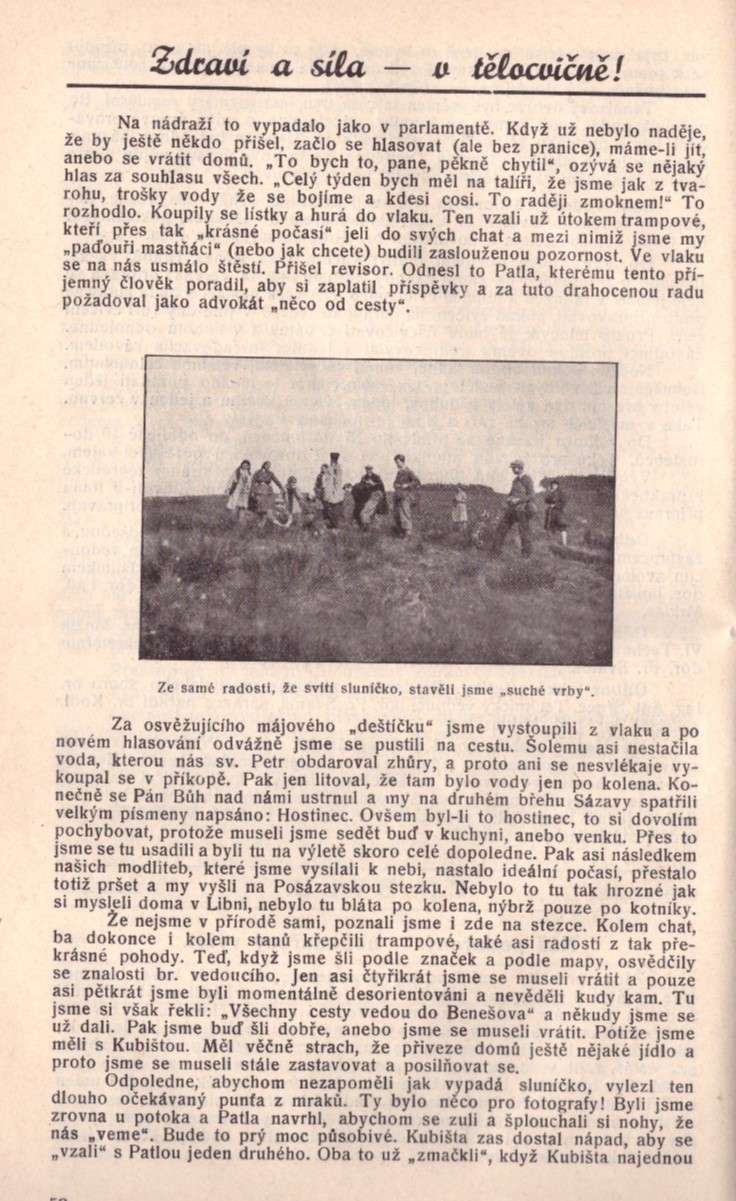 Zdraví a síla — v tělocvičně!
Na nádraží to vypadalo jako v parlamentě. Když už nebylo naděje,
že by ještě někdo přišel, začlo se hlasovat (ale bez pranice), máme-li jít,
anebo se vrátit domů. „To bych to, pane, pěkně chytil“, ozývá se nějaký
hlas za souhlasu všech. „Celý týden bych měl na talíři, že jsme jak z tva-
rohu, trošky vody že se bojíme a kdesi cosi. To raději zmoknem!“ To
rozhodlo. Koupily se lístky a hurá do vlaku. Ten vzali už útokem trampové,
kteří přes tak „krásné počasí“ jeli do svých chat a mezi nimiž jsme my
„paďouři mastňáci“ (nebo jak chcete) budili zaslouženou pozornost. Ve vlaku
se na nás usmálo štěstí. Přišel revisor. Odnesl to Patla, kterému tento pří-
jemný člověk poradil, aby si zaplatil příspěvky a za tuto drahocenou radu
požadoval jako advokát „něco od cesty“.
Ze samé radosti, že svítí sluníčko, stavěli jsme „suché vrby“.
Za osvěžujícího májového „deštíčku“ jsme vystoupili z vlaku a po
novém hlasování odvážně jsme se pustili na cestu. Šolemu asi nestačila
voda, kterou nás sv. Petr obdaroval zhůry, a proto ani se nesvlékaje vy-
koupal se v příkopě. Pak jen litoval, že tam bylo vody jen po kolena. Ko-
nečně se Pán Bůh nad námi ustrnul a my na druhém břehu Sázavy spatřili
velkým písmeny napsáno: Hostinec. Ovšem byl-li to hostinec, to si dovolím
pochybovat, protože museli jsme sedět buď v kuchyni, anebo venku. Přes to
jsme se tu usadili a byli tu na výletě skoro celé dopoledne. Pak asi následkem
našich modliteb, které jsme vysílali k nebi, nastalo ideální počasí, přestalo
totiž pršet a my vyšli na Posázavskou stezku. Nebylo to tu tak hrozné jak
si mysleli doma v Libni, nebylo tu bláta po kolena, nýbrž pouze po kotníky.
Že nejsme v přírodě sami, poznali jsme i zde na stezce. Kolem chat,
ba dokonce i kolem stanů křepčili trampové, také asi radostí z tak pře-
krásné pohody. Teď, když jsme šli podle značek a podle mapy, osvědčily
se znalosti br. vedoucího. Jen asi čtyřikrát jsme se museli vrátit a pouze
asi pětkrát jsme byli momentálně desorientováni a nevěděli kudy kam. Tu
jsme si však řekli: „Všechny cesty vedou do Benešova“ a někudy jsme se
už dali. Pak jsme buď šli dobře, anebo jsme se museli vrátit. Potíže jsme
měli s Kubištou. Měl věčně strach, že přiveze domů ještě nějaké jídlo a
proto jsme se museli stále zastavovat a posilňovat se.
Odpoledne, abychom nezapoměli jak vypadá sluníčko, vylezl ten
dlouho očekávaný punťa z mraků. Ty bylo něco pro fotografy! Byli jsme
zrovna u potoka a Patla navrhl, abychom se zuli a šplouchali si nohy, že
nás „veme“. Bude to prý moc působivé. Kubišta zas dostal nápad, aby se
„vzali“ s Patlou jeden druhého. Oba to už „zmačkli“, když Kubišta najednou